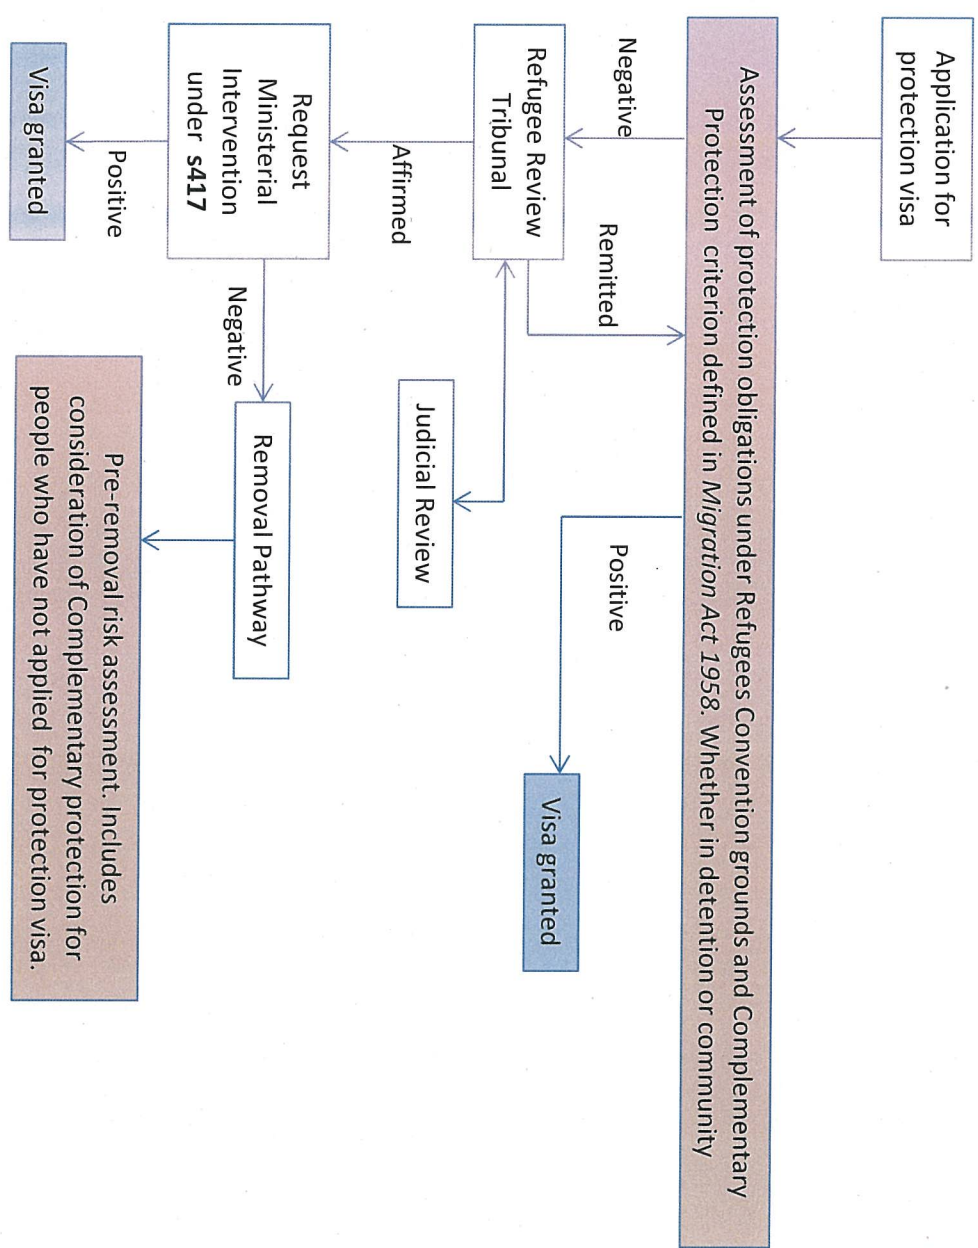 Application for
protection visa
Assessment of protection obligations under Refugees Convention grounds and Complementary
Protection criterion defined in Migration Act 1958. Whether in detention or community
Negative
Remitted
Positive
Refugee Review
Tribunal
Visa granted
Judicial Review
Affirmed
Request
Ministerial
Intervention
under s417
Negative
Removal Pathway
Positive
Visa granted
Pre-removal risk assessment. Includes
consideration of Complementary protection for
people who have not applied for protection visa.